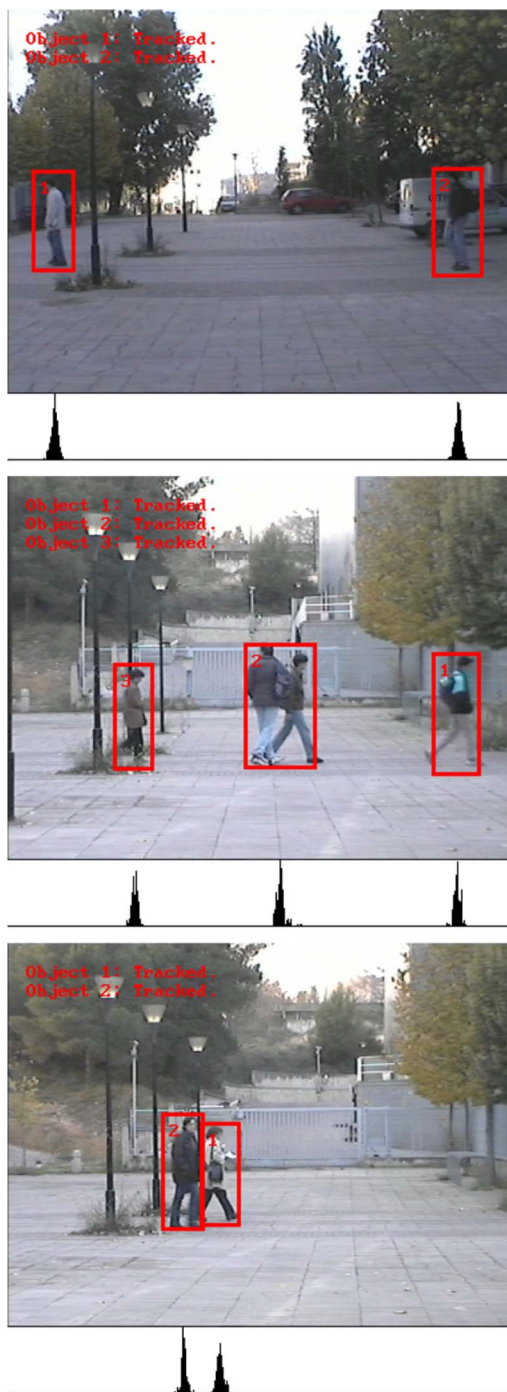 Object 1: Tracked.
Object 2: Tracked.
1
2
Object 1: Tracked.
Object 2: Tracked.
Object 3: Tracked.
2
1
3
Object 1: Tracked.
Object 2: Tracked.
2
1